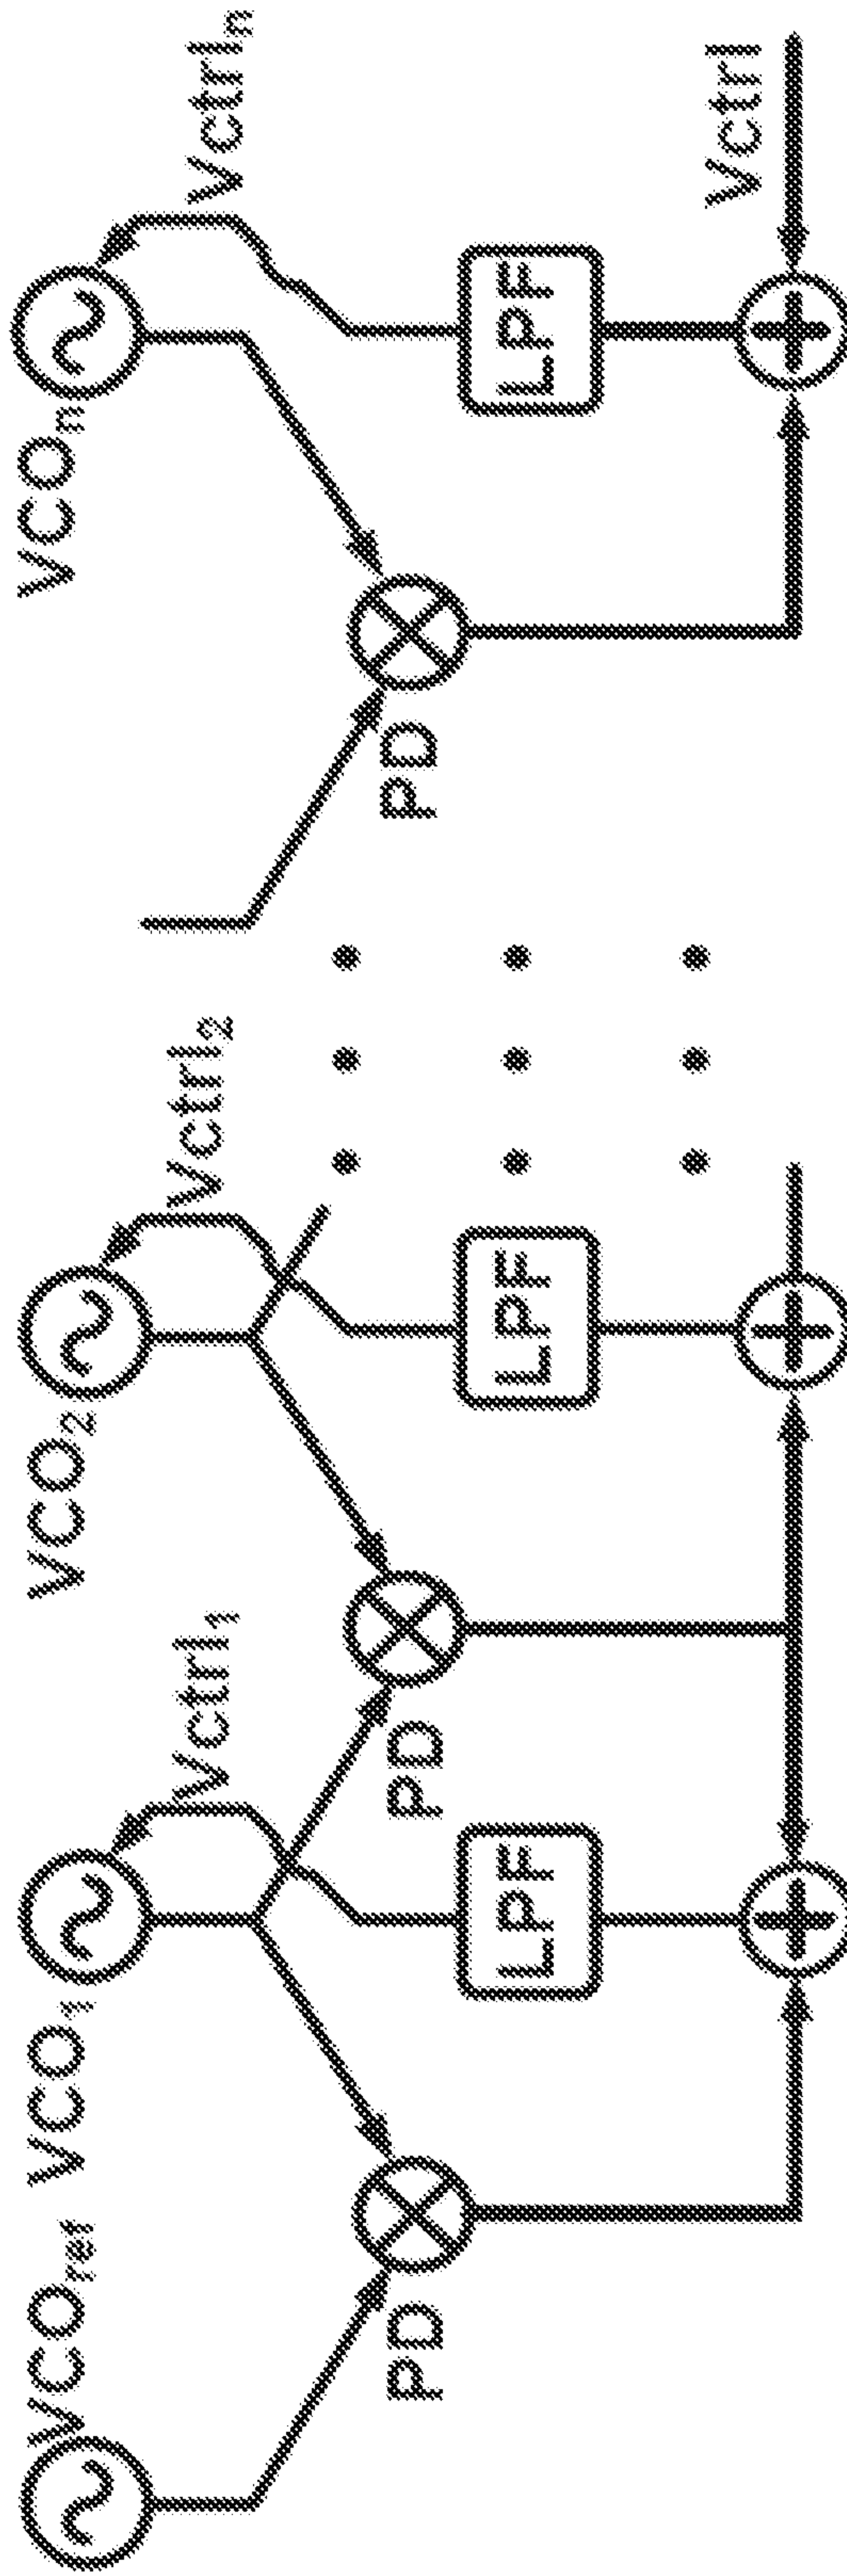 VCOref
VCO1
VCO2
VCOn
Vctrl1
Vctrl2
Vctrln
PD
PD
PD
LPF
LPF
LPF
Vctrl